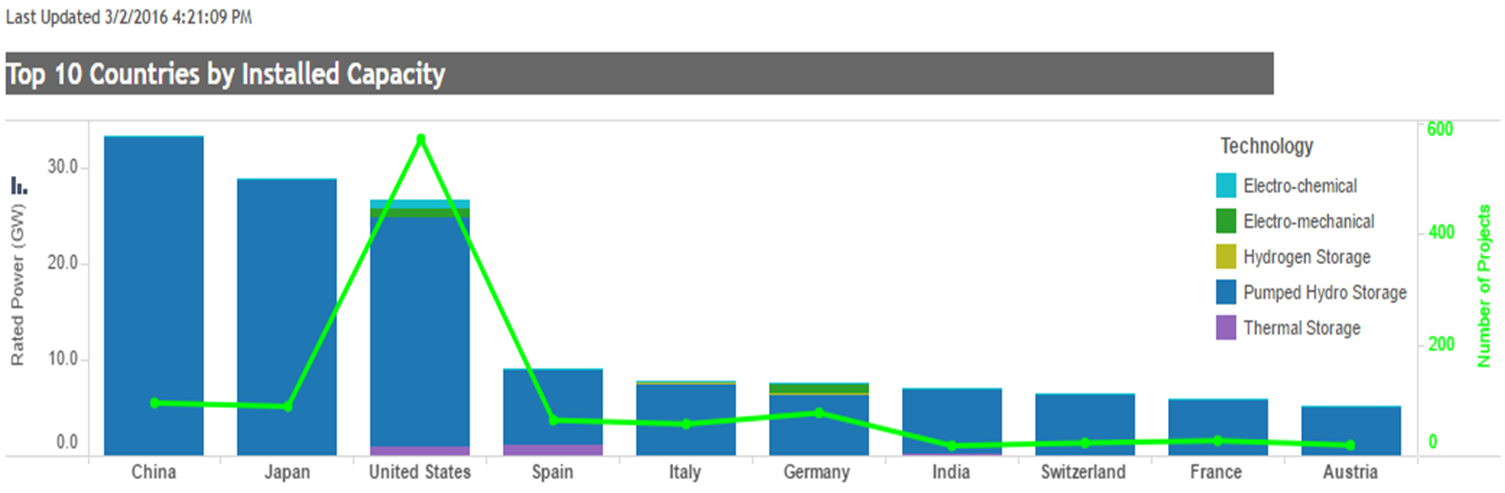 Last Updated 3/2/2016 4:21:09 PM
Top 10 Countries by Installed Capacity
Rated Power (GW)
30.0
20.0
10.0
0.0
Technology
Electro-chemical
Electro-mechanical
Hydrogen Storage
Pumped Hydro Storage
Thermal Storage
600
400
200
0
Number of Projects
China Japan United States Spain Italy Germany India Switzerland France Austria